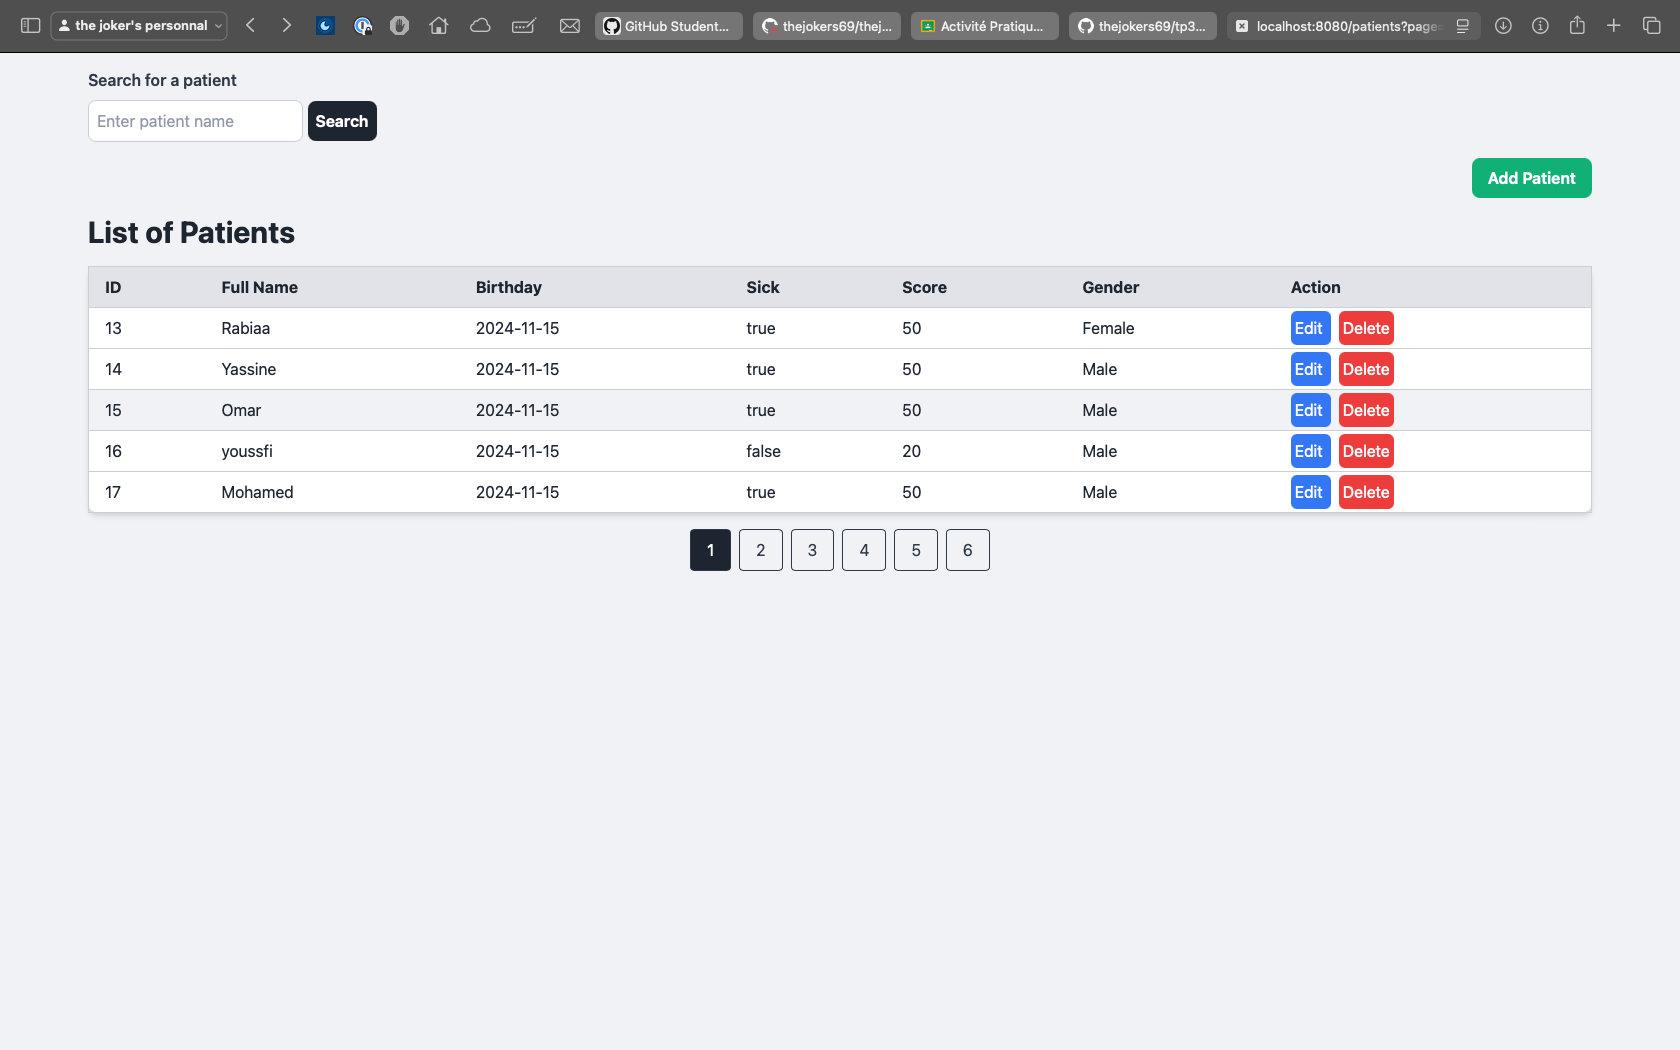 the joker's personnal
GitHub Student...
thejokers69/thej...
Activité Pratiqu...
thejokers69/tp3...
localhost:8080/patients?page=
Search for a patient
Enter patient name
Search
Add Patient
List of Patients
ID Full Name Birthday Sick Score Gender Action
13 Rabiaa 2024-11-15 true 50 Female Edit Delete
14 Yassine 2024-11-15 true 50 Male Edit Delete
15 Omar 2024-11-15 true 50 Male Edit Delete
16 youssfi 2024-11-15 false 20 Male Edit Delete
17 Mohamed 2024-11-15 true 50 Male Edit Delete
1 2 3 4 5 6